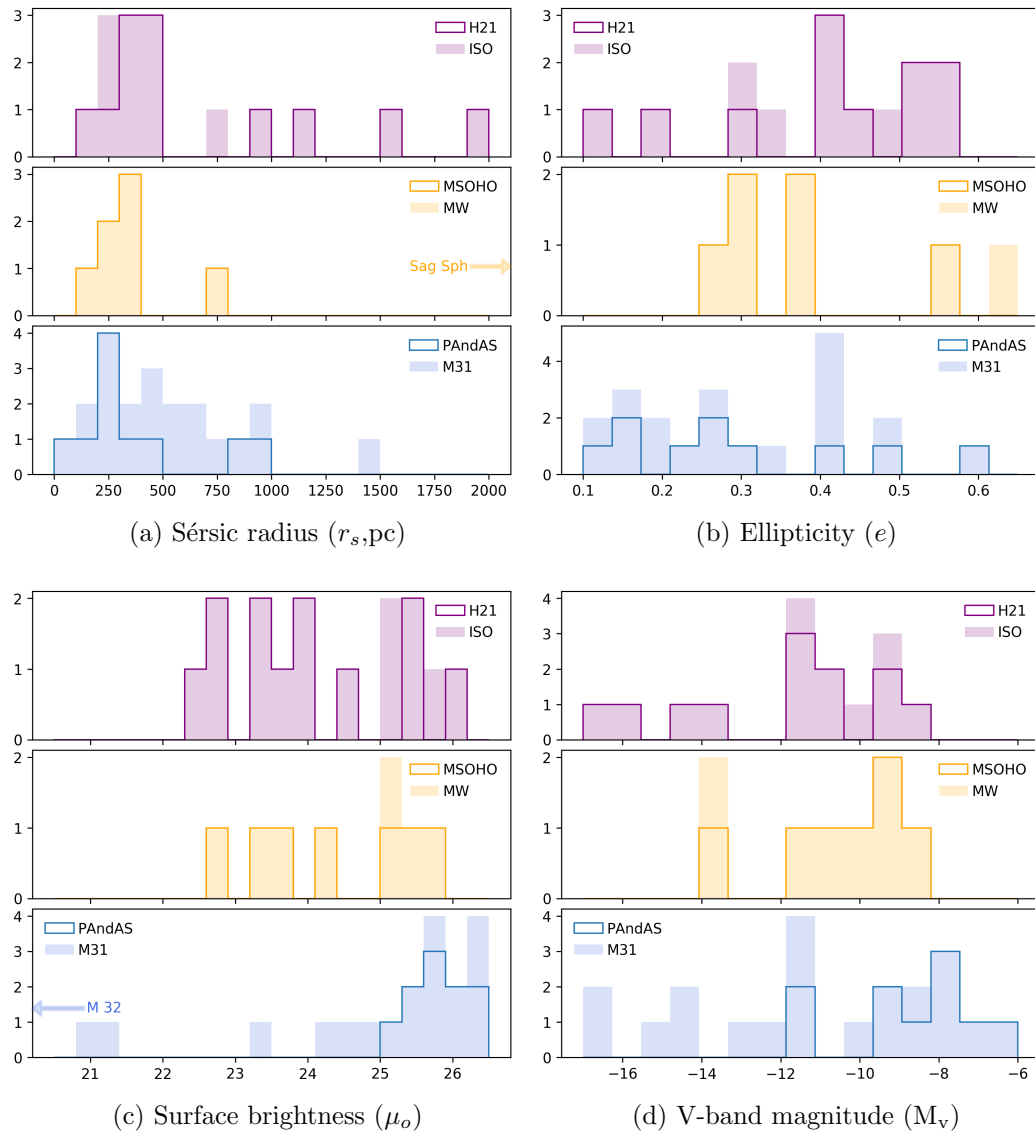 3
2
1
0
H21
ISO
3
2
1
0
MSOHO
MW
Sag Sph
4
3
2
1
0
PAndAS
M31
0
250
500
750
1000
1250
1500
1750
2000
(a) Sérsic radius (r_s,pc)
3
2
1
0
H21
ISO
2
1
0
MSOHO
MW
4
2
0
PAndAS
M31
0.1
0.2
0.3
0.4
0.5
0.6
(b) Ellipticity (e)
2
1
0
H21
ISO
2
1
0
MSOHO
MW
4
3
2
1
0
PAndAS
M31
M 32
21
22
23
24
25
26
(c) Surface brightness (μ_o)
4
3
2
1
0
H21
ISO
2
1
0
MSOHO
MW
4
3
2
1
0
PAndAS
M31
−16
−14
−12
−10
−8
−6
(d) V-band magnitude (M_v)